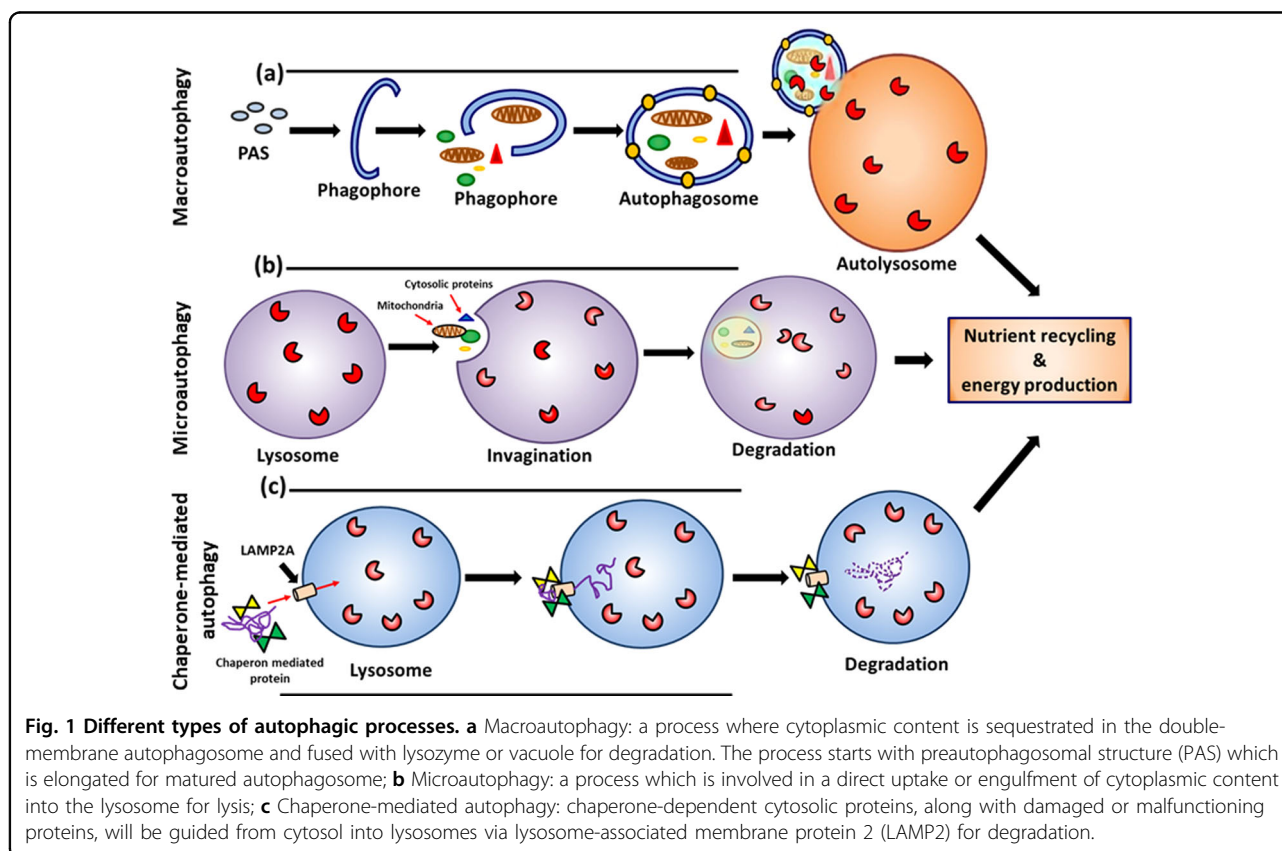 Macroautophagy
(a)
PAS
Phagophore
Phagophore
Autophagosome
Autolysosome
Microautophagy
(b)
Cytosolic proteins
Mitochondria
Lysosome
Invagination
Degradation
Nutrient recycling
&
energy production
Chaperone-mediated
autophagy
(c)
LAMP2A
Chaperon mediated
protein
Lysosome
Degradation
Fig. 1 Different types of autophagic processes. a Macroautophagy: a process where cytoplasmic content is sequestrated in the double-
membrane autophagosome and fused with lysozyme or vacuole for degradation. The process starts with preautophagosomal structure (PAS) which
is elongated for matured autophagosome; b Microautophagy: a process which is involved in a direct uptake or engulfment of cytoplasmic content
into the lysosome for lysis; c Chaperone-mediated autophagy: chaperone-dependent cytosolic proteins, along with damaged or malfunctioning
proteins, will be guided from cytosol into lysosomes via lysosome-associated membrane protein 2 (LAMP2) for degradation.